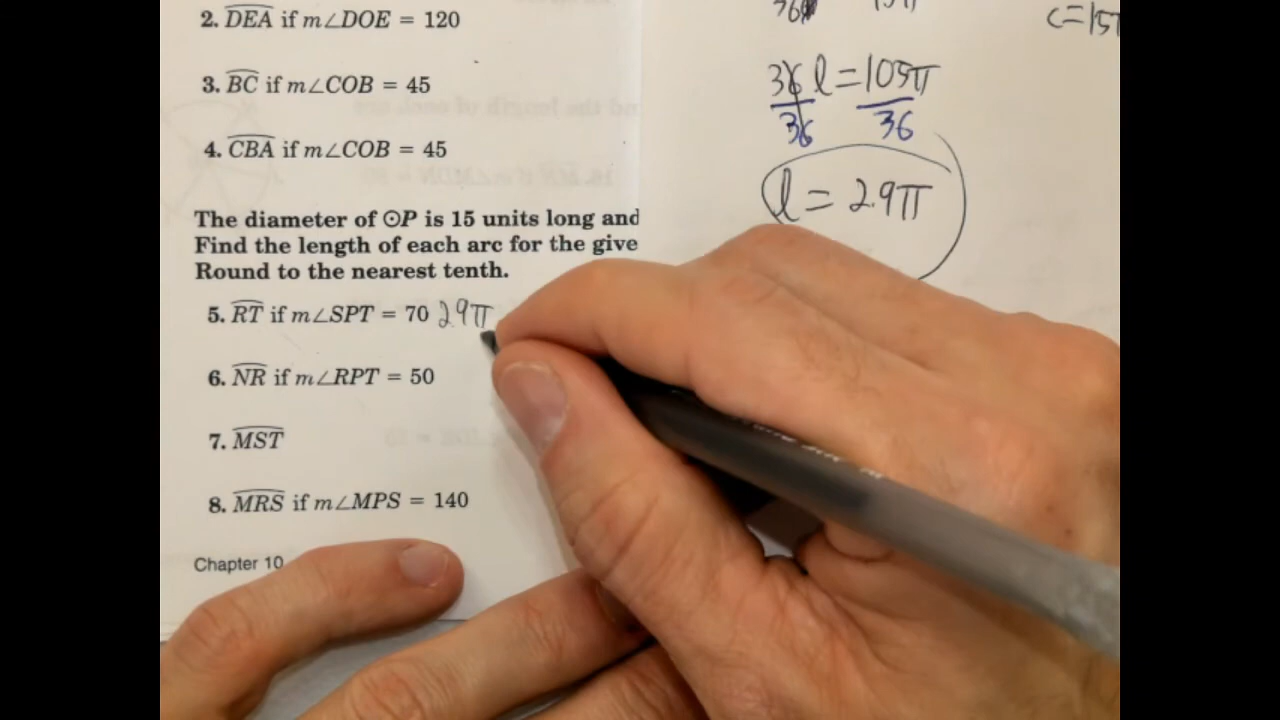 2. DEA if m∠DOE = 120
3. BC if m∠COB = 45
4. CBA if m∠COB = 45
The diameter of ⊙P is 15 units long and
Find the length of each arc for the give
Round to the nearest tenth.
5. RT if m∠SPT = 70 2.9π
6. NR if m∠RPT = 50
7. MST
8. MRS if m∠MPS = 140
Chapter 10
c=15π
36 l = 105π
36 36
l = 2.9π